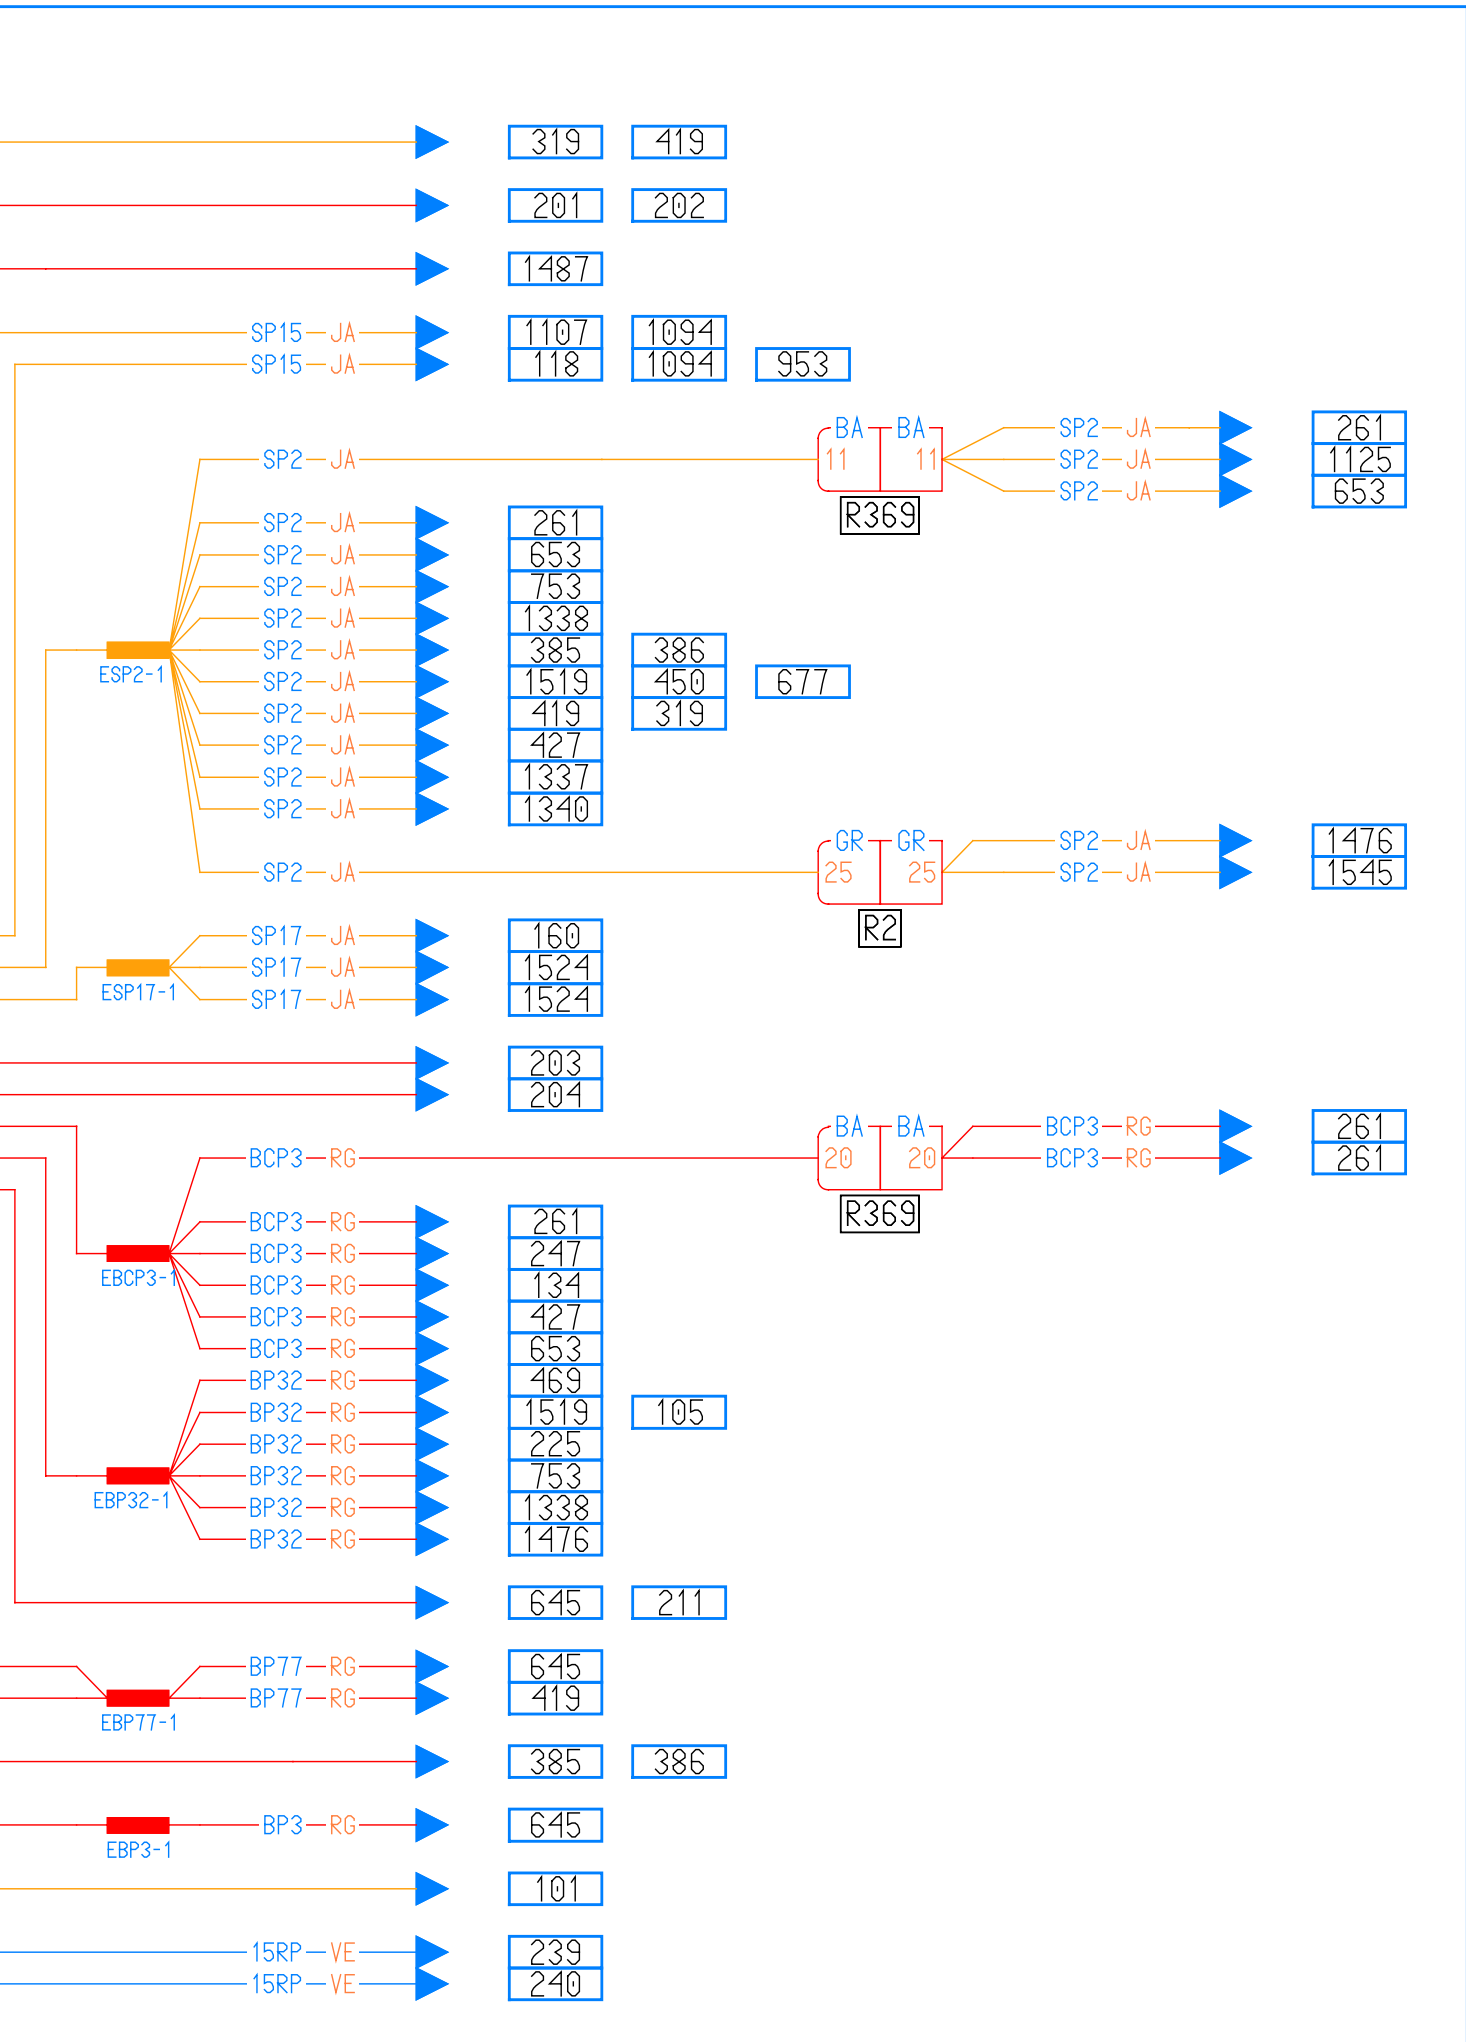 319 419
201 202
1487
SP15 JA 1107 1094
SP15 JA 118 1094 953
BA BA SP2 JA 261
SP2 JA 11 11 SP2 JA 1125
SP2 JA 653
R369
SP2 JA 261
SP2 JA 653
SP2 JA 753
SP2 JA 1338
SP2 JA 385 386
ESP2-1
SP2 JA 1519 450 677
SP2 JA 419 319
SP2 JA 427
SP2 JA 1337
SP2 JA 1340
GR GR SP2 JA 1476
SP2 JA 25 25 SP2 JA 1545
R2
SP17 JA 160
SP17 JA 1524
ESP17-1
SP17 JA 1524
203
204
BA BA BCP3 RG 261
BCP3 RG 20 20 BCP3 RG 261
R369
BCP3 RG 261
BCP3 RG 247
EBCP3-1
BCP3 RG 134
BCP3 RG 427
BCP3 RG 653
BP32 RG 469
BP32 RG 1519 105
BP32 RG 225
BP32 RG 753
EBP32-1
BP32 RG 1338
BP32 RG 1476
645 211
BP77 RG 645
BP77 RG 419
EBP77-1
385 386
BP3 RG 645
EBP3-1
101
15RP VE 239
15RP VE 240